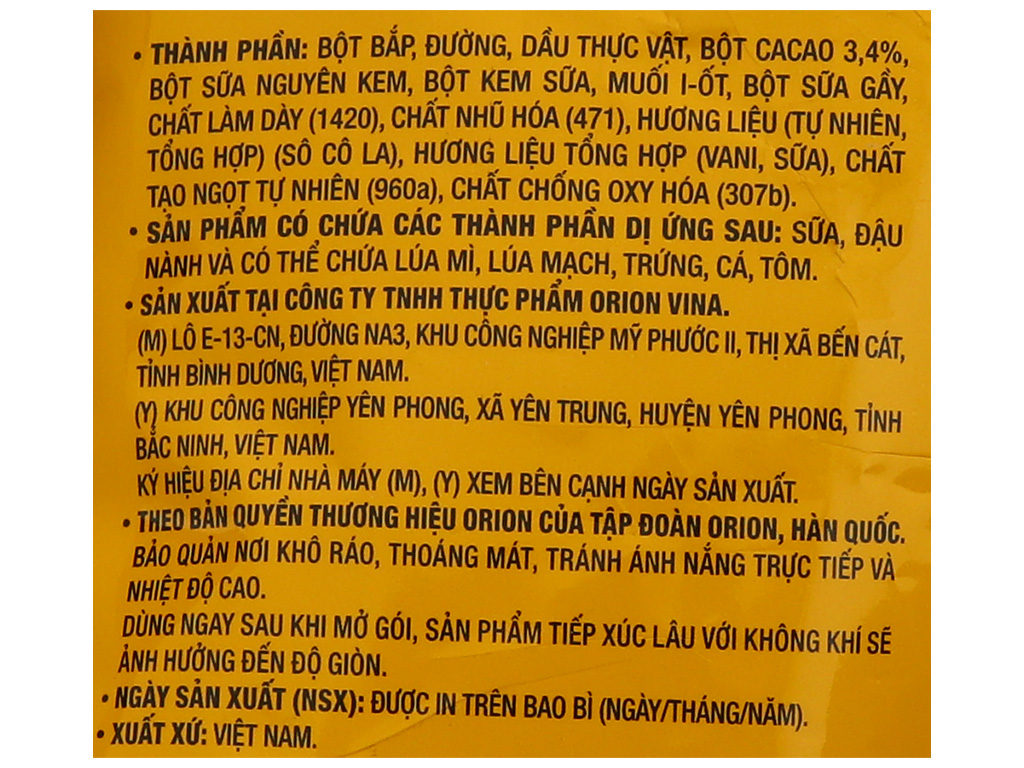 • THÀNH PHẦN: BỘT BẮP, ĐƯỜNG, DẦU THỰC VẬT, BỘT CACAO 3,4%,
BỘT SỮA NGUYÊN KEM, BỘT KEM SỮA, MUỐI I-ỐT, BỘT SỮA GẦY,
CHẤT LÀM DÀY (1420), CHẤT NHŨ HÓA (471), HƯƠNG LIỆU (TỰ NHIÊN,
TỔNG HỢP) (SÔ CÔ LA), HƯƠNG LIỆU TỔNG HỢP (VANI, SỮA), CHẤT
TẠO NGỌT TỰ NHIÊN (960a), CHẤT CHỐNG OXY HÓA (307b).
• SẢN PHẨM CÓ CHỨA CÁC THÀNH PHẦN DỊ ỨNG SAU: SỮA, ĐẬU
NÀNH VÀ CÓ THỂ CHỨA LÚA MÌ, LÚA MẠCH, TRỨNG, CÁ, TÔM.
• SẢN XUẤT TẠI CÔNG TY TNHH THỰC PHẨM ORION VINA.
(M) LÔ E-13-CN, ĐƯỜNG NA3, KHU CÔNG NGHIỆP MỸ PHƯỚC II, THỊ XÃ BẾN CÁT,
TỈNH BÌNH DƯƠNG, VIỆT NAM.
(Y) KHU CÔNG NGHIỆP YÊN PHONG, XÃ YÊN TRUNG, HUYỆN YÊN PHONG, TỈNH
BẮC NINH, VIỆT NAM.
KÝ HIỆU ĐỊA CHỈ NHÀ MÁY (M), (Y) XEM BÊN CẠNH NGÀY SẢN XUẤT.
• THEO BẢN QUYỀN THƯƠNG HIỆU ORION CỦA TẬP ĐOÀN ORION, HÀN QUỐC.
BẢO QUẢN NƠI KHÔ RÁO, THOÁNG MÁT, TRÁNH ÁNH NẮNG TRỰC TIẾP VÀ
NHIỆT ĐỘ CAO.
DÙNG NGAY SAU KHI MỞ GÓI, SẢN PHẨM TIẾP XÚC LÂU VỚI KHÔNG KHÍ SẼ
ẢNH HƯỞNG ĐẾN ĐỘ GIÒN.
• NGÀY SẢN XUẤT (NSX): ĐƯỢC IN TRÊN BAO BÌ (NGÀY/THÁNG/NĂM).
• XUẤT XỨ: VIỆT NAM.